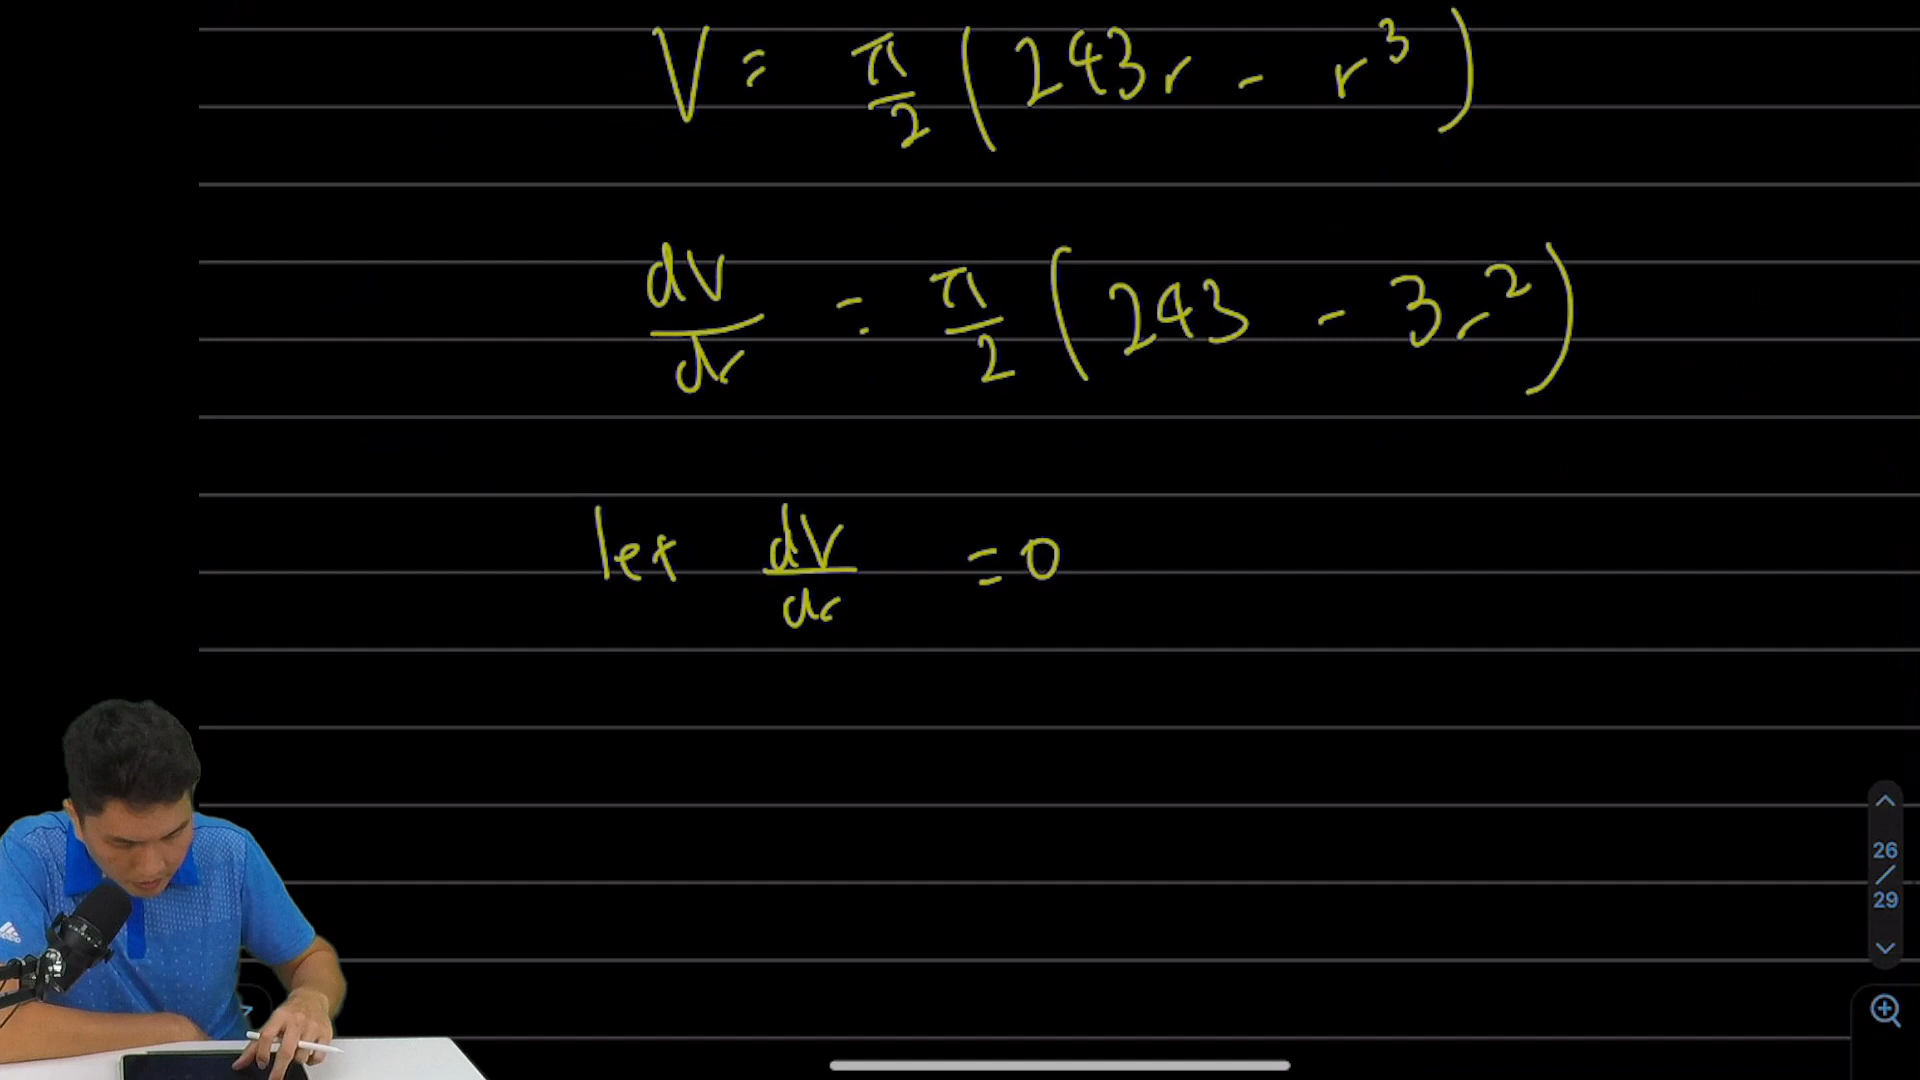 V = π/2 (243r - r³)
dV/dr = π/2 (243 - 3r²)
let dV/dr = 0
26
/
29